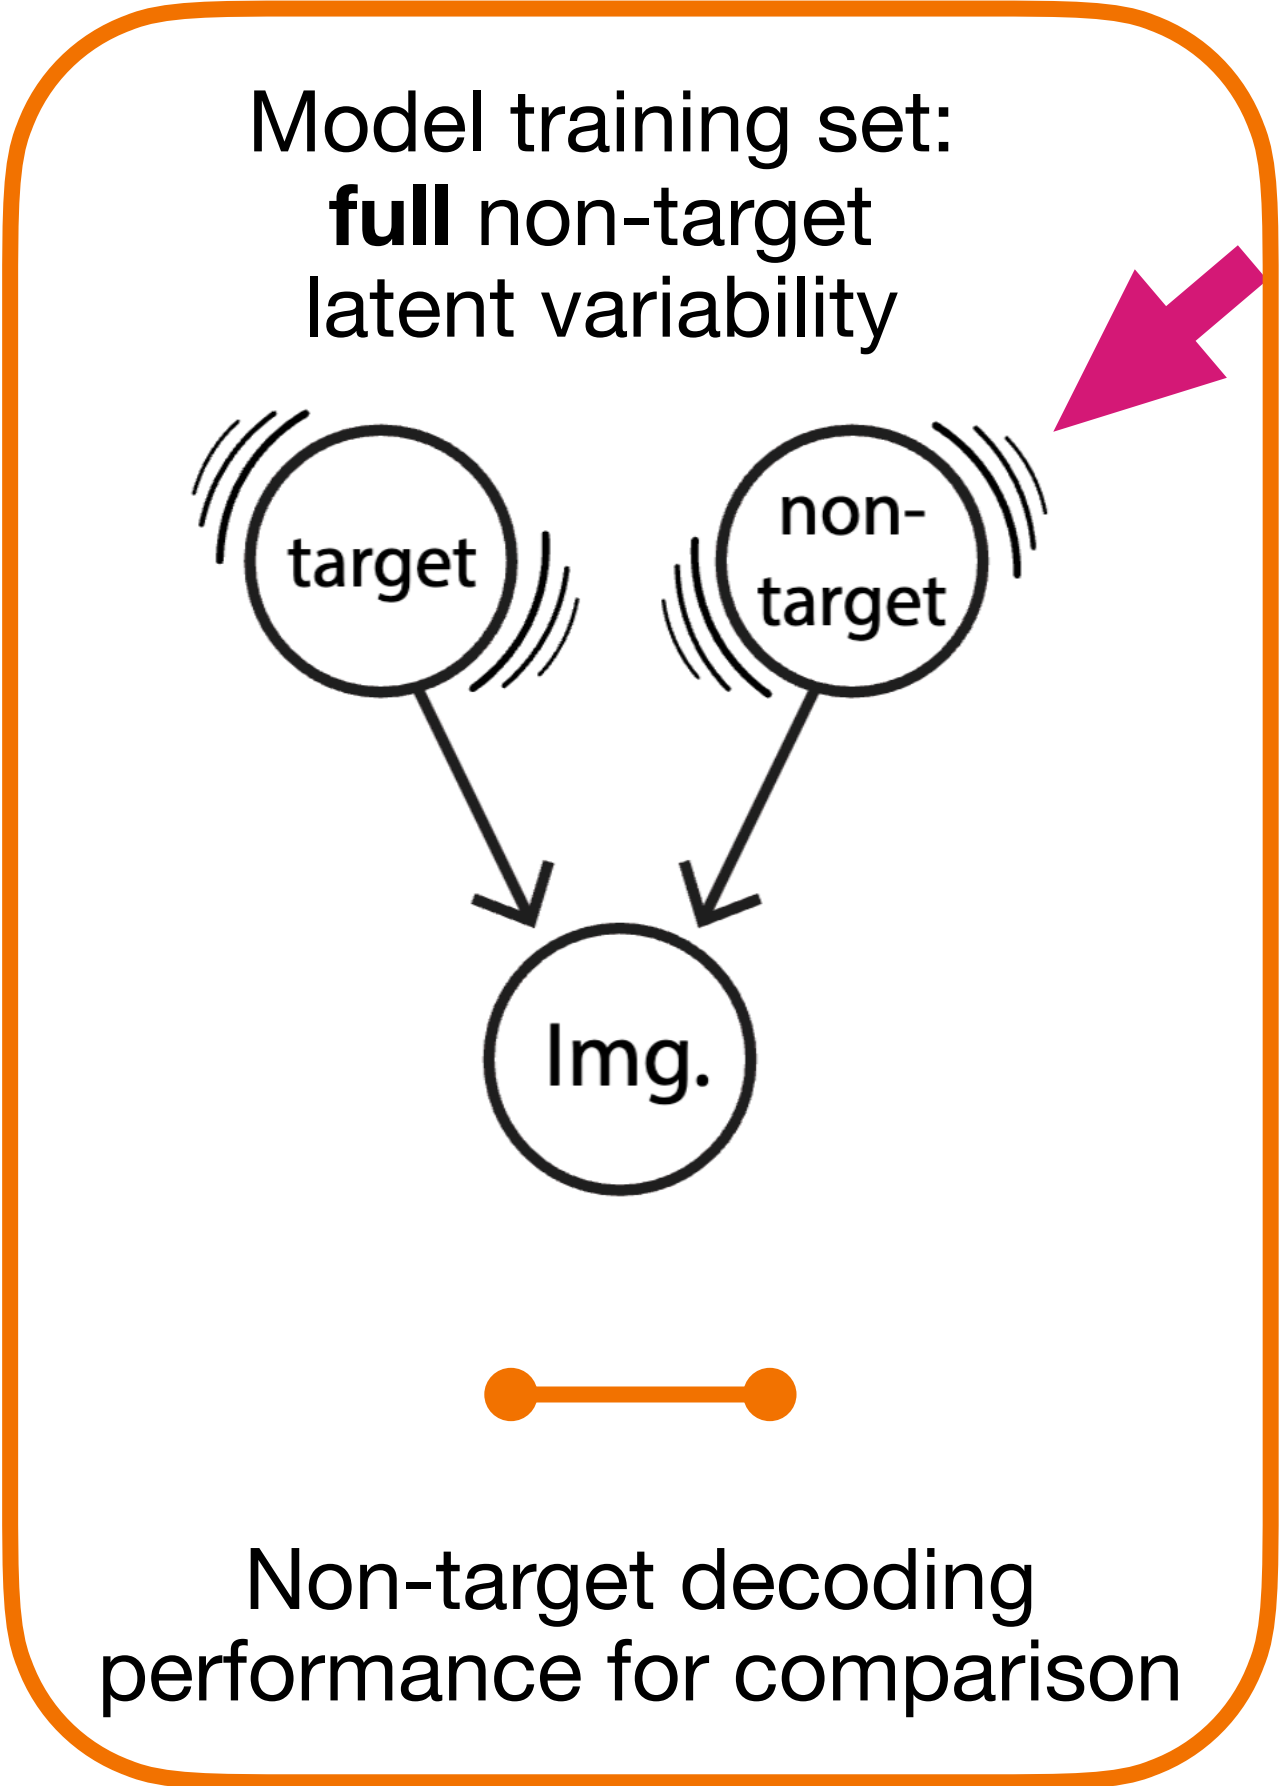 Model training set:
full non-target
latent variability
target
non-
target
Img.
Non-target decoding
performance for comparison